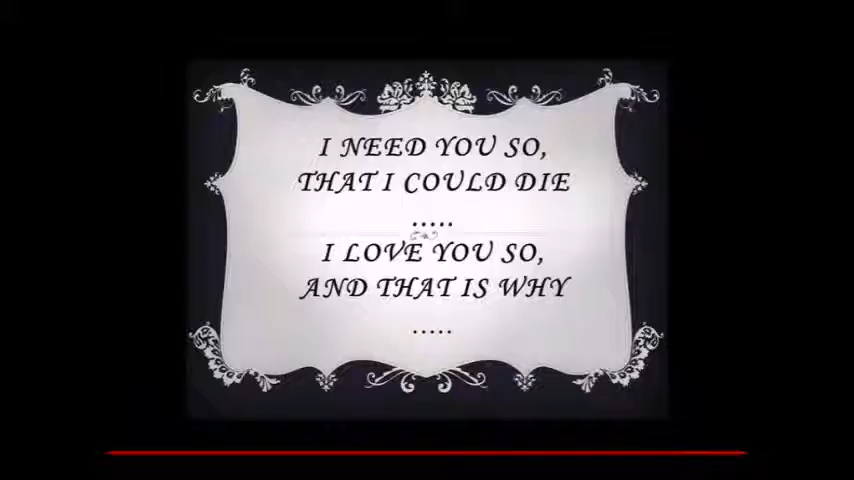 I NEED YOU SO,
THAT I COULD DIE
.....
I LOVE YOU SO,
AND THAT IS WHY
.....